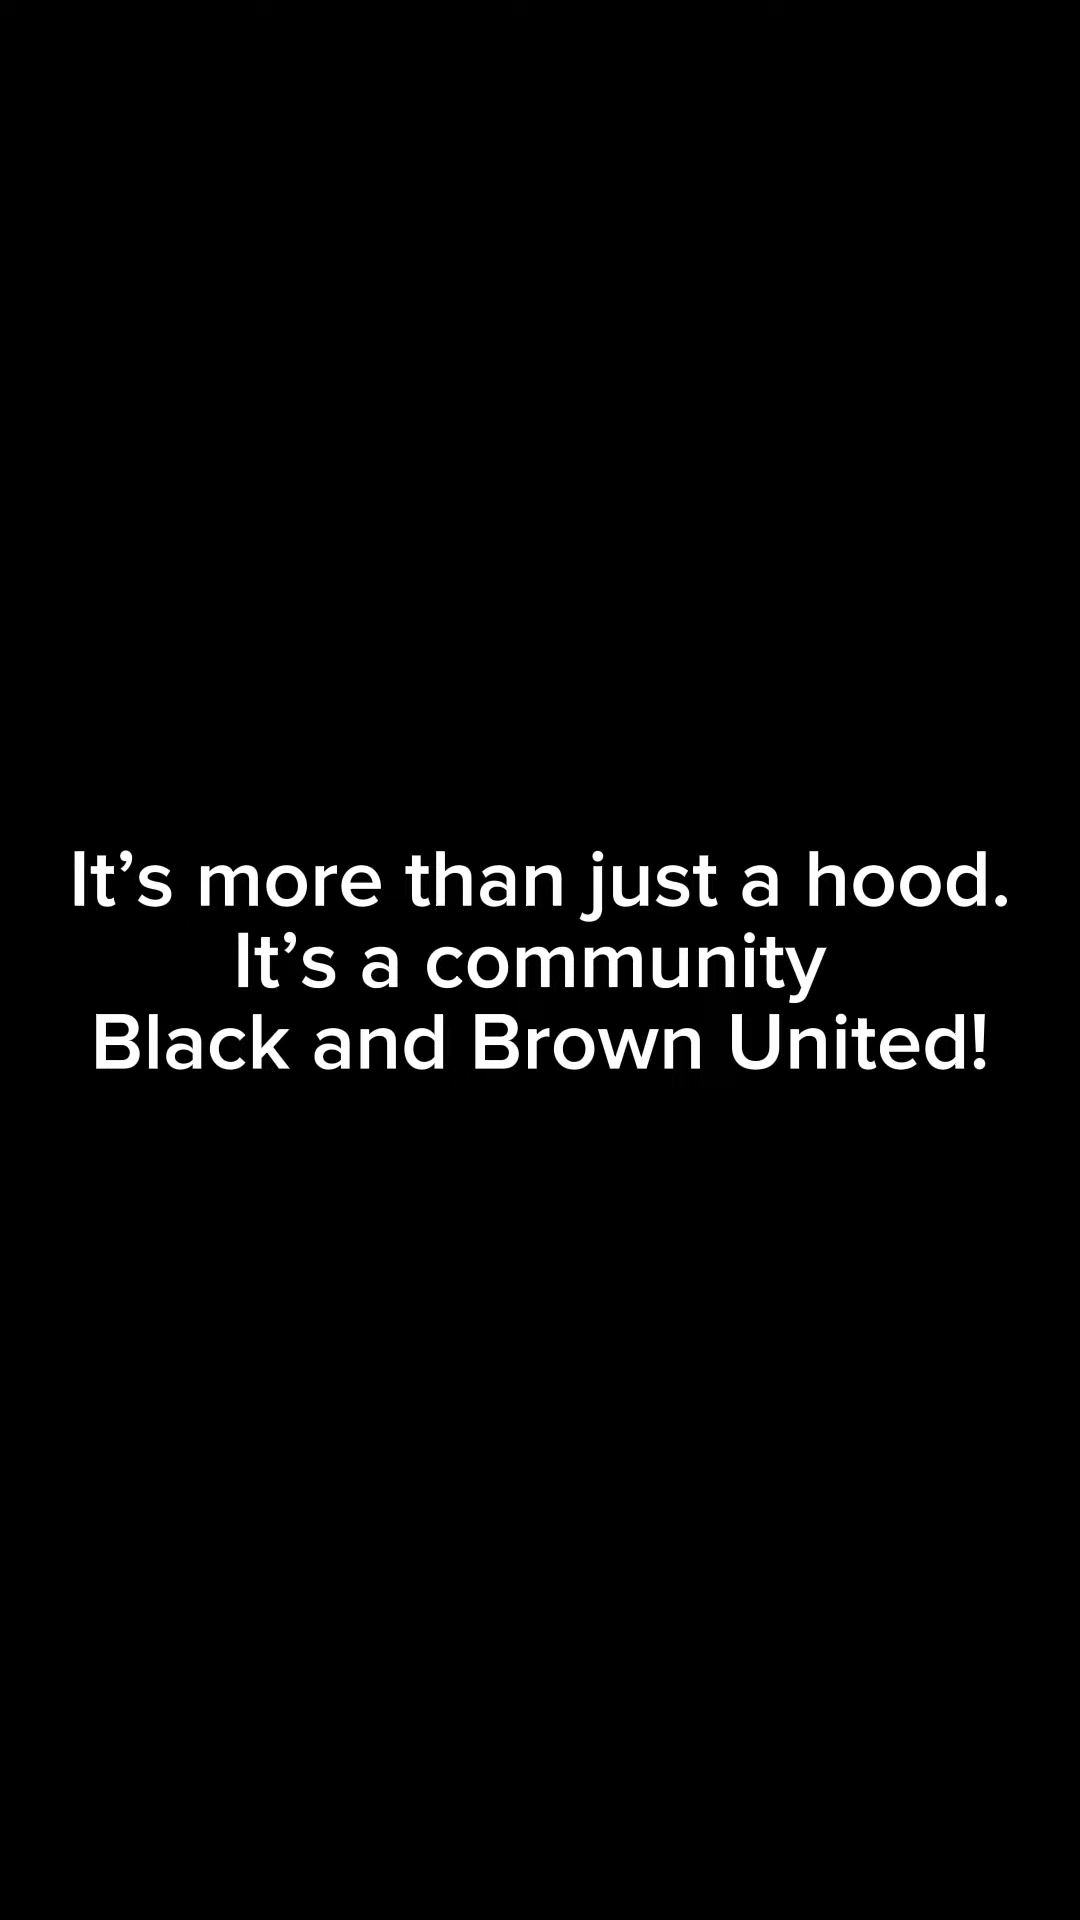 It’s more than just a hood.
It’s a community
Black and Brown United!